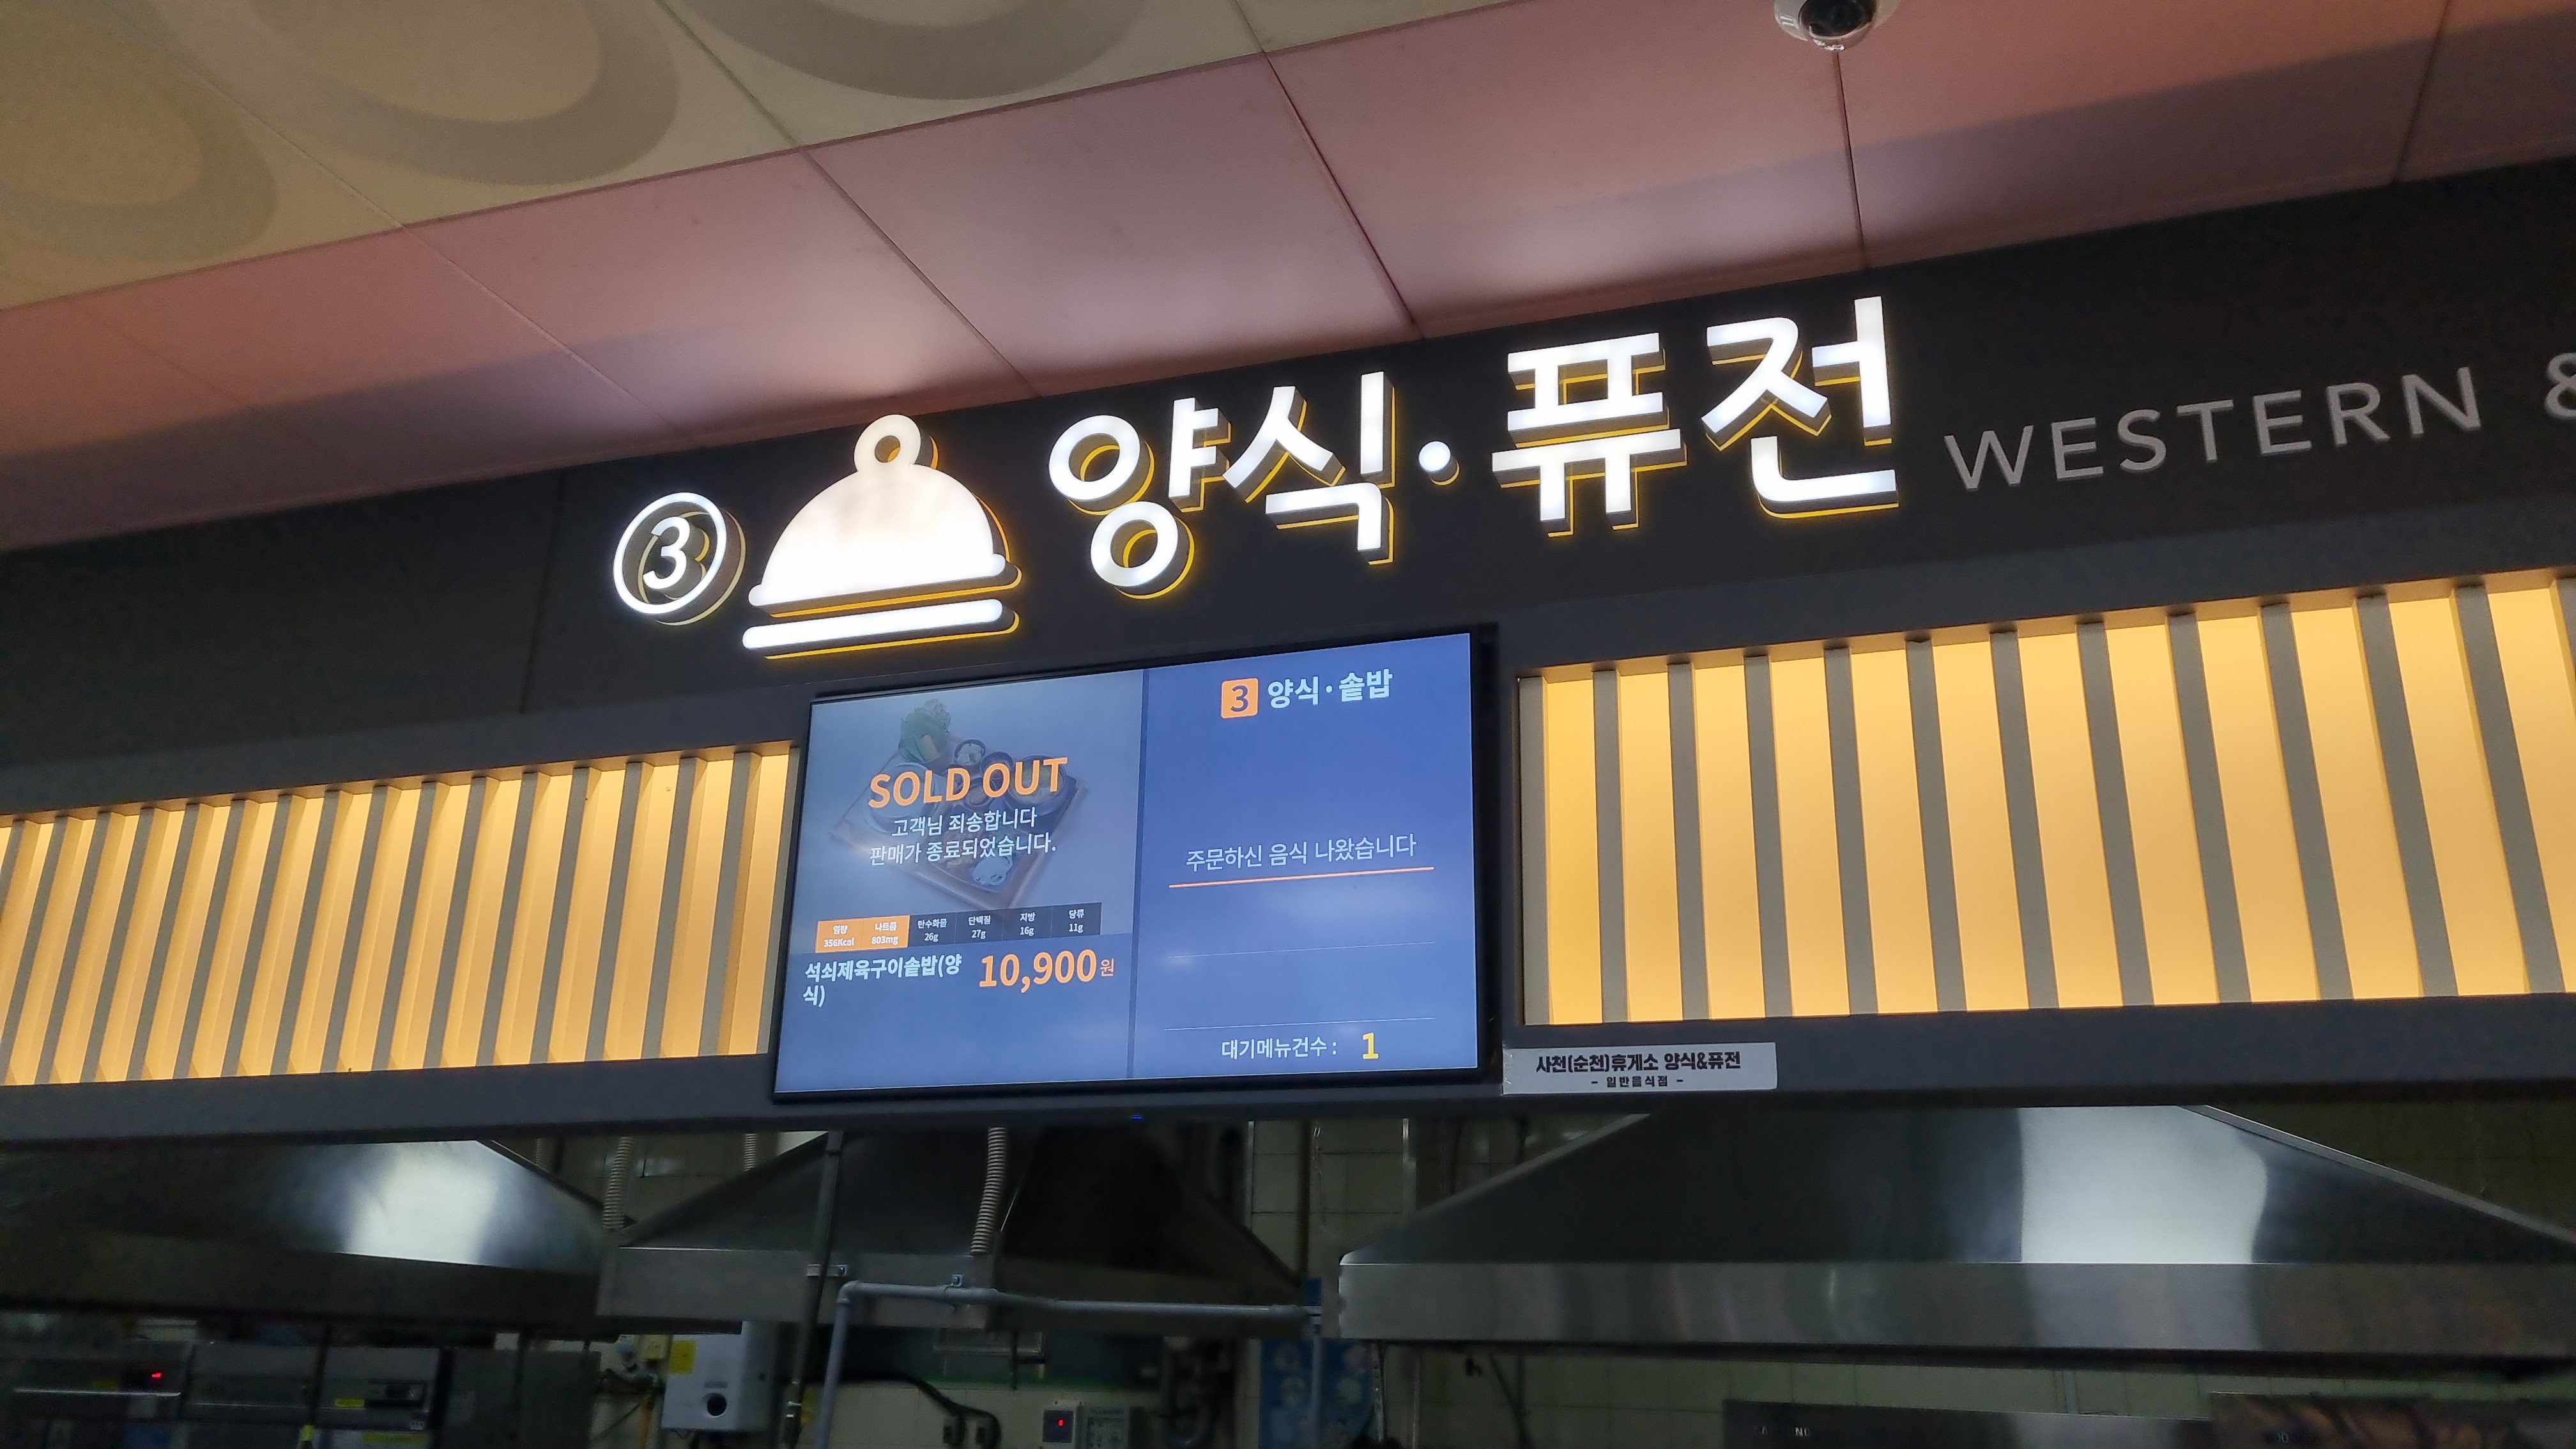 ③ 양식·퓨전 WESTERN &
3 양식·솥밥
SOLD OUT
고객님 죄송합니다
판매가 종료되었습니다.
열량 나트륨 탄수화물 단백질 지방 당류
356Kcal 803mg 26g 27g 16g 11g
석쇠제육구이솥밥(양
식)
10,900원
주문하신 음식 나왔습니다
대기메뉴건수 : 1
사천(순천)휴게소 양식&퓨전
- 일반음식점 -